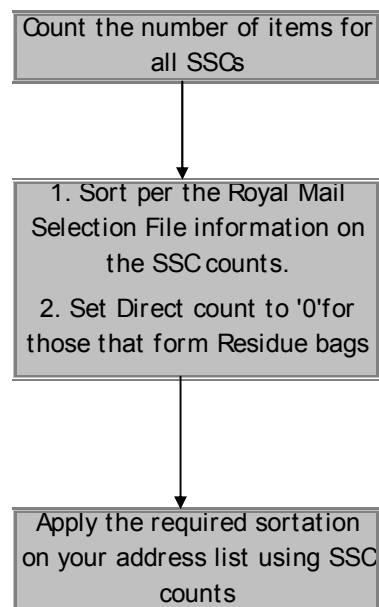 Count the number of items for
all SSCs
1. Sort per the Royal Mail
Selection File information on
the SSC counts.
2. Set Direct count to '0'for
those that form Residue bags
Apply the required sortation
on your address list using SSC
counts